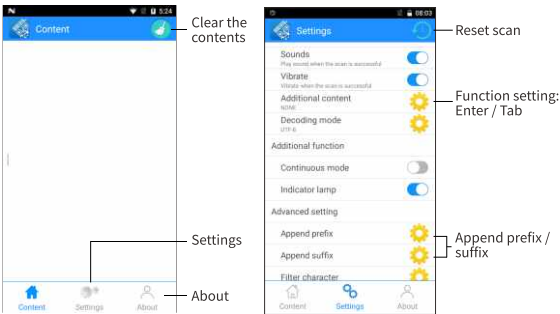 5:24
Content
Clear the
contents
Settings
About
Content
Settings
About
08:03
Settings
Reset scan
Sounds
Play sound when the scan is successful
Vibrate
Vibrate when the scan is successful
Additional content
NONE
Function setting:
Enter / Tab
Decoding mode
UTF-8
Additional function
Continuous mode
Indicator lamp
Advanced setting
Append prefix
Append suffix
Append prefix /
suffix
Filter character
Content
Settings
About